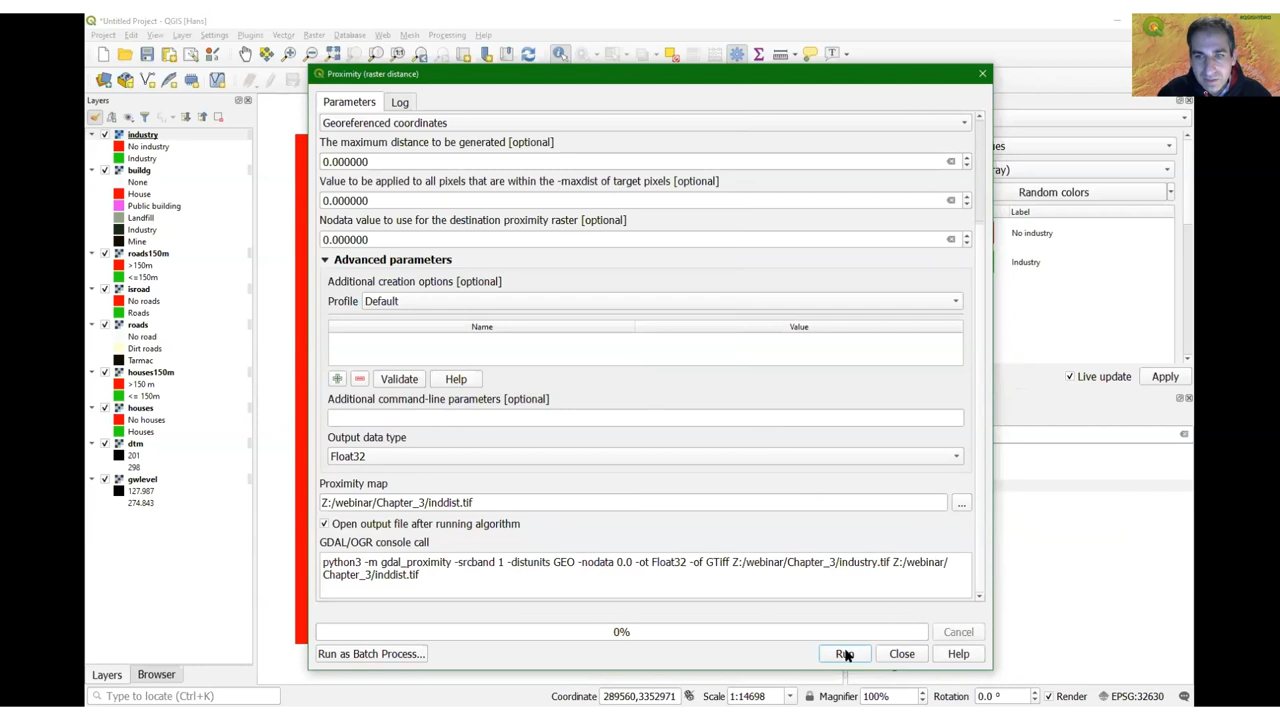 *Untitled Project - QGIS [Hans]
Project Edit View Layer Settings Plugins Vector Raster Database Web Mesh Processing Help
Proximity (raster distance)
Parameters Log
Georeferenced coordinates
The maximum distance to be generated [optional]
0.000000
Value to be applied to all pixels that are within the -maxdist of target pixels [optional]
0.000000
Nodata value to use for the destination proximity raster [optional]
0.000000
Advanced parameters
Additional creation options [optional]
Profile Default
Name Value
Validate Help
Additional command-line parameters [optional]
Output data type
Float32
Proximity map
Z:/webinar/Chapter_3/inddist.tif
...
Open output file after running algorithm
GDAL/OGR console call
python3 -m gdal_proximity -srcband 1 -distunits GEO -nodata 0.0 -ot Float32 -of GTiff Z:/webinar/Chapter_3/industry.tif Z:/webinar/
Chapter_3/inddist.tif
0% Cancel
Run as Batch Process... Run Close Help
Layers
industry
No industry
Industry
buildg
None
House
Public building
Landfill
Industry
Mine
roads150m
>150m
<=150m
isroad
No roads
Roads
roads
No road
Dirt roads
Tarmac
houses150m
>150 m
<= 150m
houses
No houses
Houses
dtm
201
298
gwlevel
127.987
274.843
Layers Browser
ues
ray)
Random colors
Label
No industry
Industry
Live update Apply
Type to locate (Ctrl+K) Coordinate 289560,3352971 Scale 1:14698 Magnifier 100% Rotation 0.0 ° Render EPSG:32630